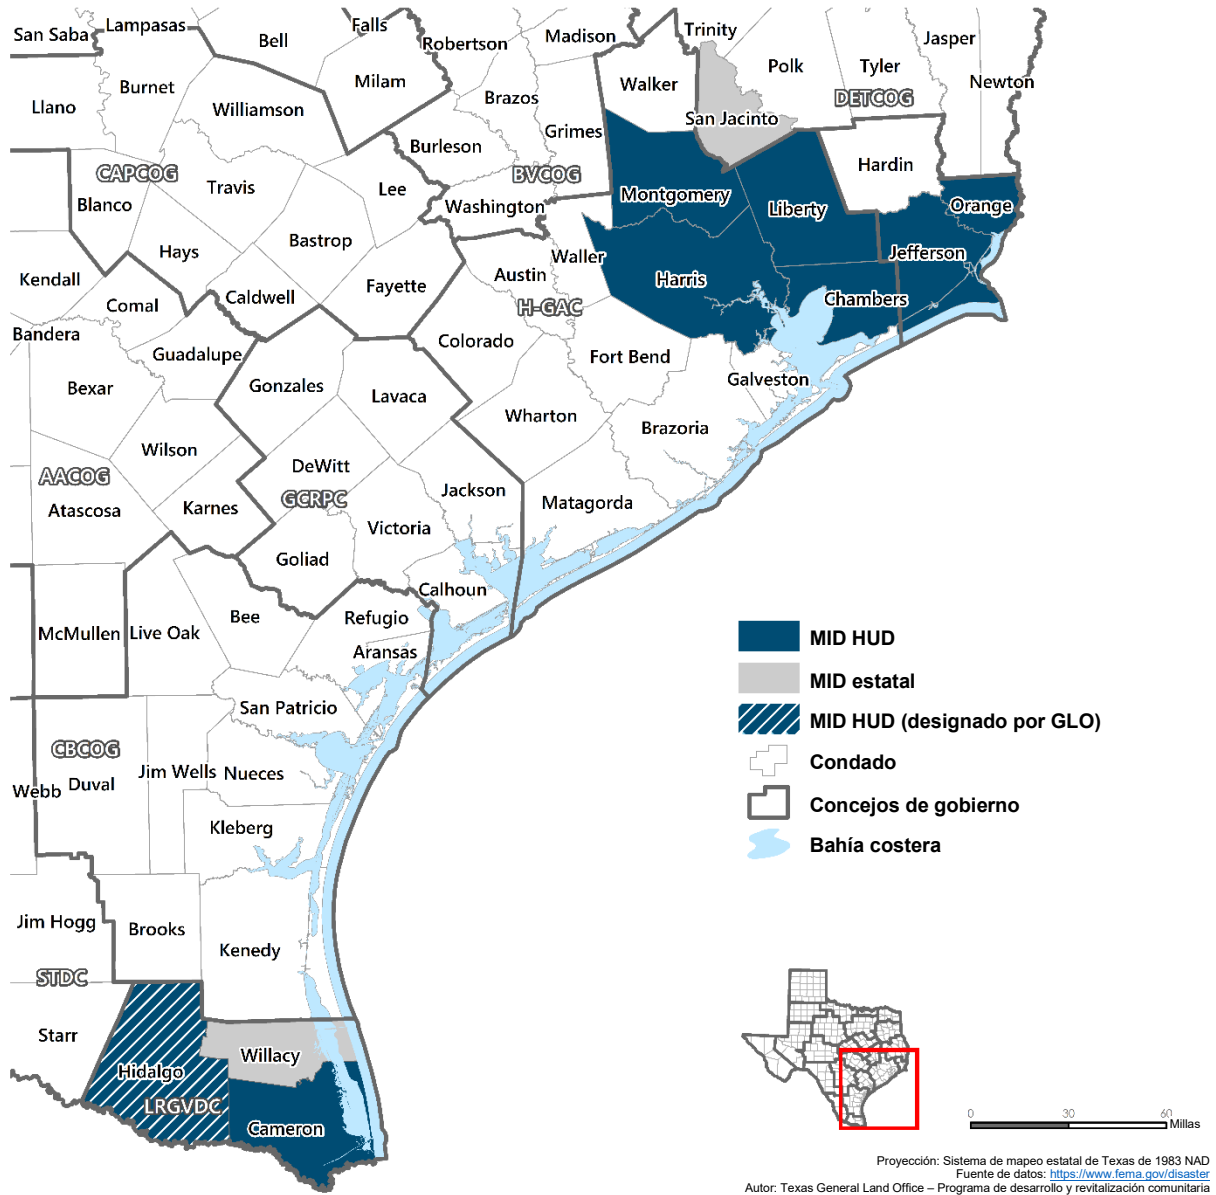 San Saba
Lampasas
Bell
Falls
Robertson
Madison
Trinity
Jasper
Llano
Burnet
Williamson
Milam
Brazos
Walker
Polk
Tyler
Newton
DETCOG
Grimes
San Jacinto
Burleson
Hardin
CAPCOG
Travis
Lee
BVCOG
Blanco
Washington
Montgomery
Liberty
Orange
Hays
Bastrop
Waller
Jefferson
Kendall
Austin
Harris
Comal
Caldwell
Fayette
H-GAC
Chambers
Bandera
Guadalupe
Colorado
Fort Bend
Bexar
Gonzales
Lavaca
Galveston
Wharton
Brazoria
Wilson
AACOG
DeWitt
GCRPC
Jackson
Atascosa
Karnes
Victoria
Matagorda
Goliad
Calhoun
McMullen
Live Oak
Bee
Refugio
Aransas
San Patricio
CBCOG
Webb
Duval
Jim Wells
Nueces
Kleberg
Jim Hogg
Brooks
Kenedy
STDC
Starr
Hidalgo
Willacy
LRGVDC
Cameron
MID HUD
MID estatal
MID HUD (designado por GLO)
Condado
Concejos de gobierno
Bahía costera
0 30 60
Millas
Proyección: Sistema de mapeo estatal de Texas de 1983 NAD
Fuente de datos: https://www.fema.gov/disaster
Autor: Texas General Land Office – Programa de desarrollo y revitalización comunitaria